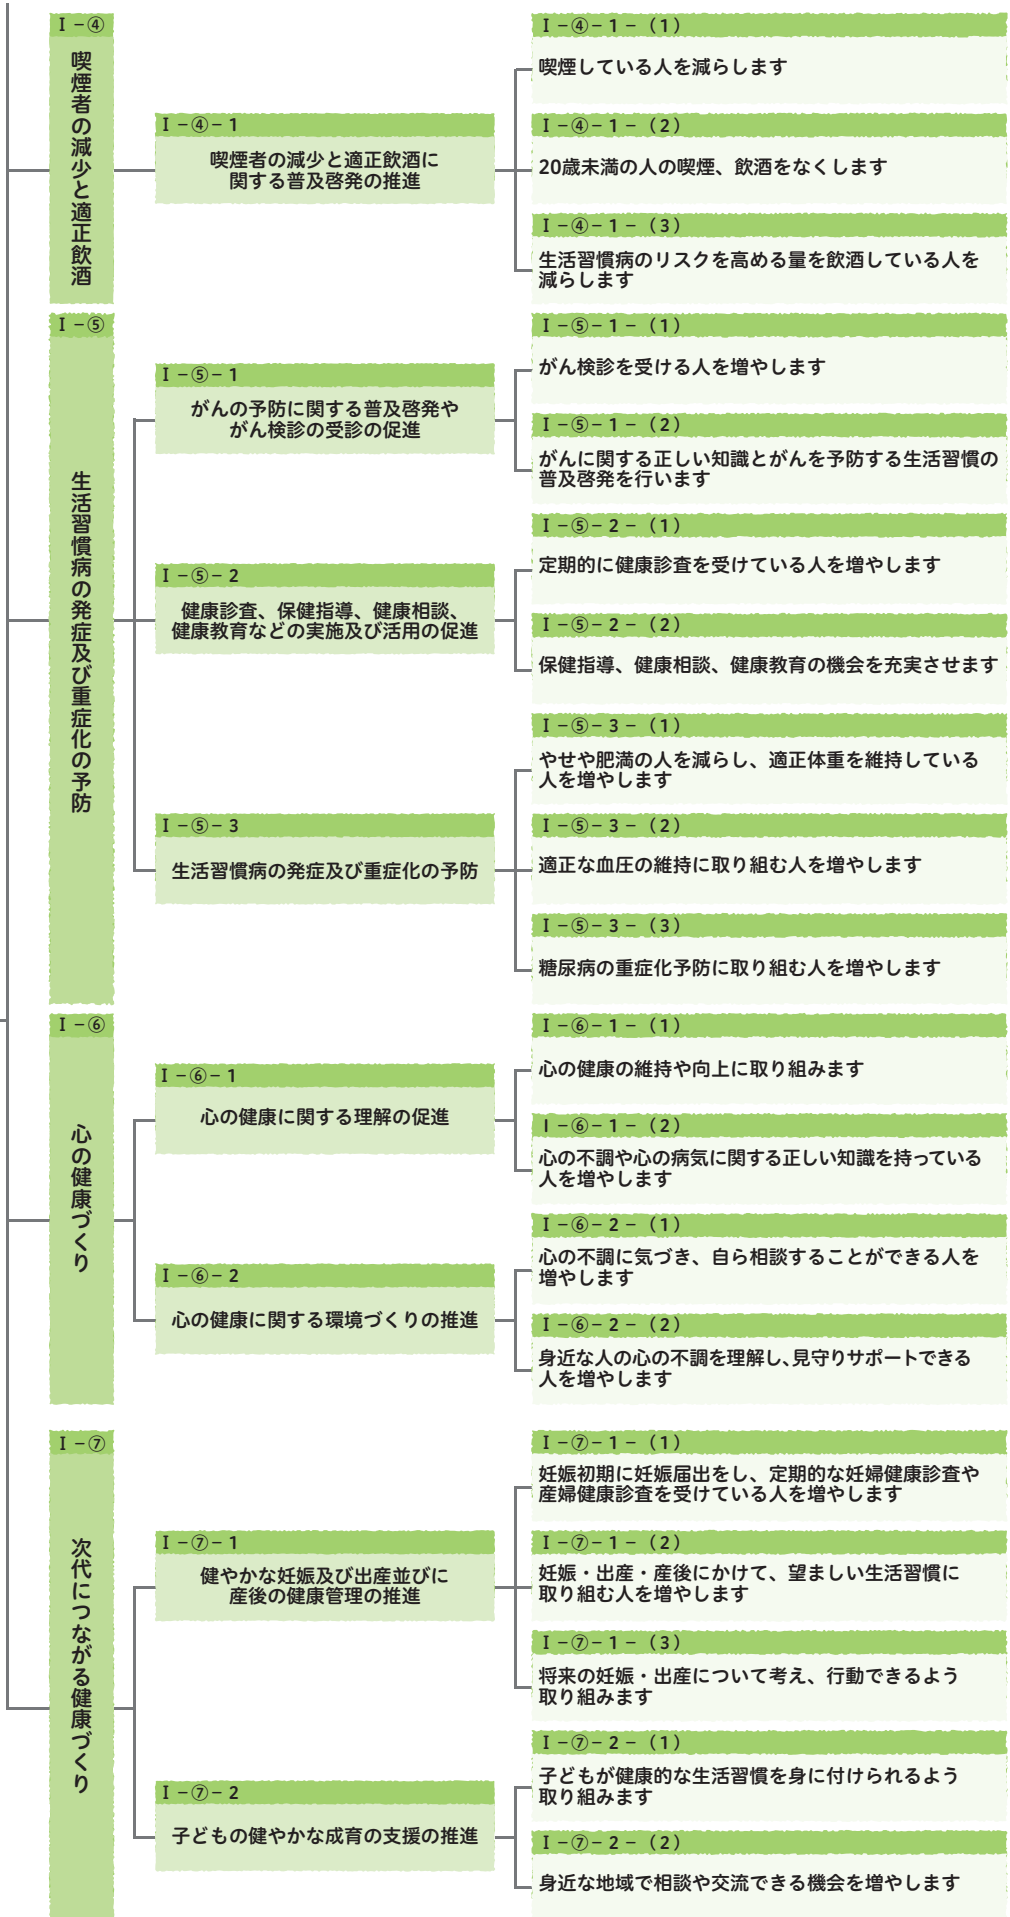 Ⅰ－④
喫煙者の減少と適正飲酒
Ⅰ－④－1
喫煙者の減少と適正飲酒に
関する普及啓発の推進
Ⅰ－④－1－（1）
喫煙している人を減らします
Ⅰ－④－1－（2）
20歳未満の人の喫煙、飲酒をなくします
Ⅰ－④－1－（3）
生活習慣病のリスクを高める量を飲酒している人を
減らします
Ⅰ－⑤
生活習慣病の発症及び重症化の予防
Ⅰ－⑤－1
がんの予防に関する普及啓発や
がん検診の受診の促進
Ⅰ－⑤－1－（1）
がん検診を受ける人を増やします
Ⅰ－⑤－1－（2）
がんに関する正しい知識とがんを予防する生活習慣の
普及啓発を行います
Ⅰ－⑤－2
健康診査、保健指導、健康相談、
健康教育などの実施及び活用の促進
Ⅰ－⑤－2－（1）
定期的に健康診査を受けている人を増やします
Ⅰ－⑤－2－（2）
保健指導、健康相談、健康教育の機会を充実させます
Ⅰ－⑤－3
生活習慣病の発症及び重症化の予防
Ⅰ－⑤－3－（1）
やせや肥満の人を減らし、適正体重を維持している
人を増やします
Ⅰ－⑤－3－（2）
適正な血圧の維持に取り組む人を増やします
Ⅰ－⑤－3－（3）
糖尿病の重症化予防に取り組む人を増やします
Ⅰ－⑥
心の健康づくり
Ⅰ－⑥－1
心の健康に関する理解の促進
Ⅰ－⑥－1－（1）
心の健康の維持や向上に取り組みます
Ⅰ－⑥－1－（2）
心の不調や心の病気に関する正しい知識を持っている
人を増やします
Ⅰ－⑥－2
心の健康に関する環境づくりの推進
Ⅰ－⑥－2－（1）
心の不調に気づき、自ら相談することができる人を
増やします
Ⅰ－⑥－2－（2）
身近な人の心の不調を理解し、見守りサポートできる
人を増やします
Ⅰ－⑦
次代につながる健康づくり
Ⅰ－⑦－1
健やかな妊娠及び出産並びに
産後の健康管理の推進
Ⅰ－⑦－1－（1）
妊娠初期に妊娠届出をし、定期的な妊婦健康診査や
産婦健康診査を受けている人を増やします
Ⅰ－⑦－1－（2）
妊娠・出産・産後にかけて、望ましい生活習慣に
取り組む人を増やします
Ⅰ－⑦－1－（3）
将来の妊娠・出産について考え、行動できるよう
取り組みます
Ⅰ－⑦－2
子どもの健やかな成育の支援の推進
Ⅰ－⑦－2－（1）
子どもが健康的な生活習慣を身に付けられるよう
取り組みます
Ⅰ－⑦－2－（2）
身近な地域で相談や交流できる機会を増やします